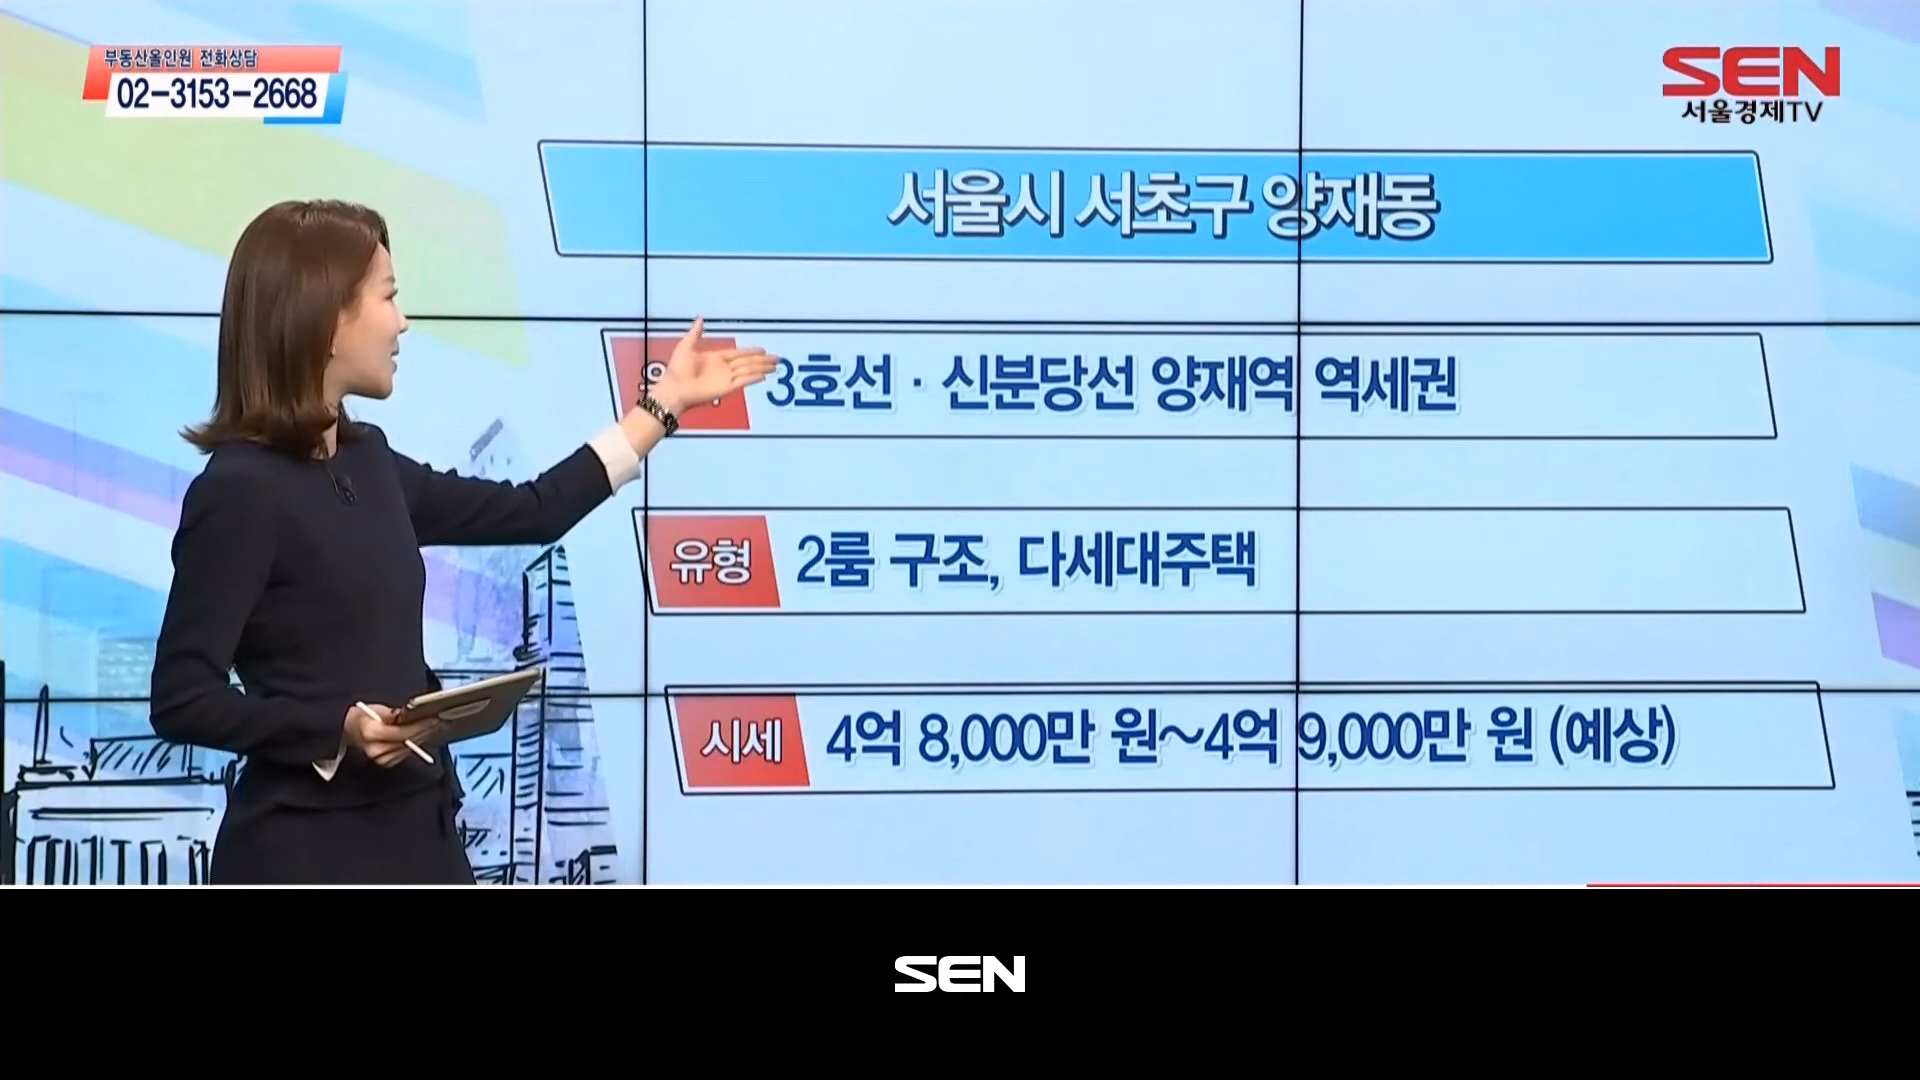 부동산올인원 전화상담
02-3153-2668
SEN
서울경제TV
서울시 서초구 양재동
3호선 · 신분당선 양재역 역세권
유형 2룸 구조, 다세대주택
시세 4억 8,000만 원~4억 9,000만 원 (예상)
SEN